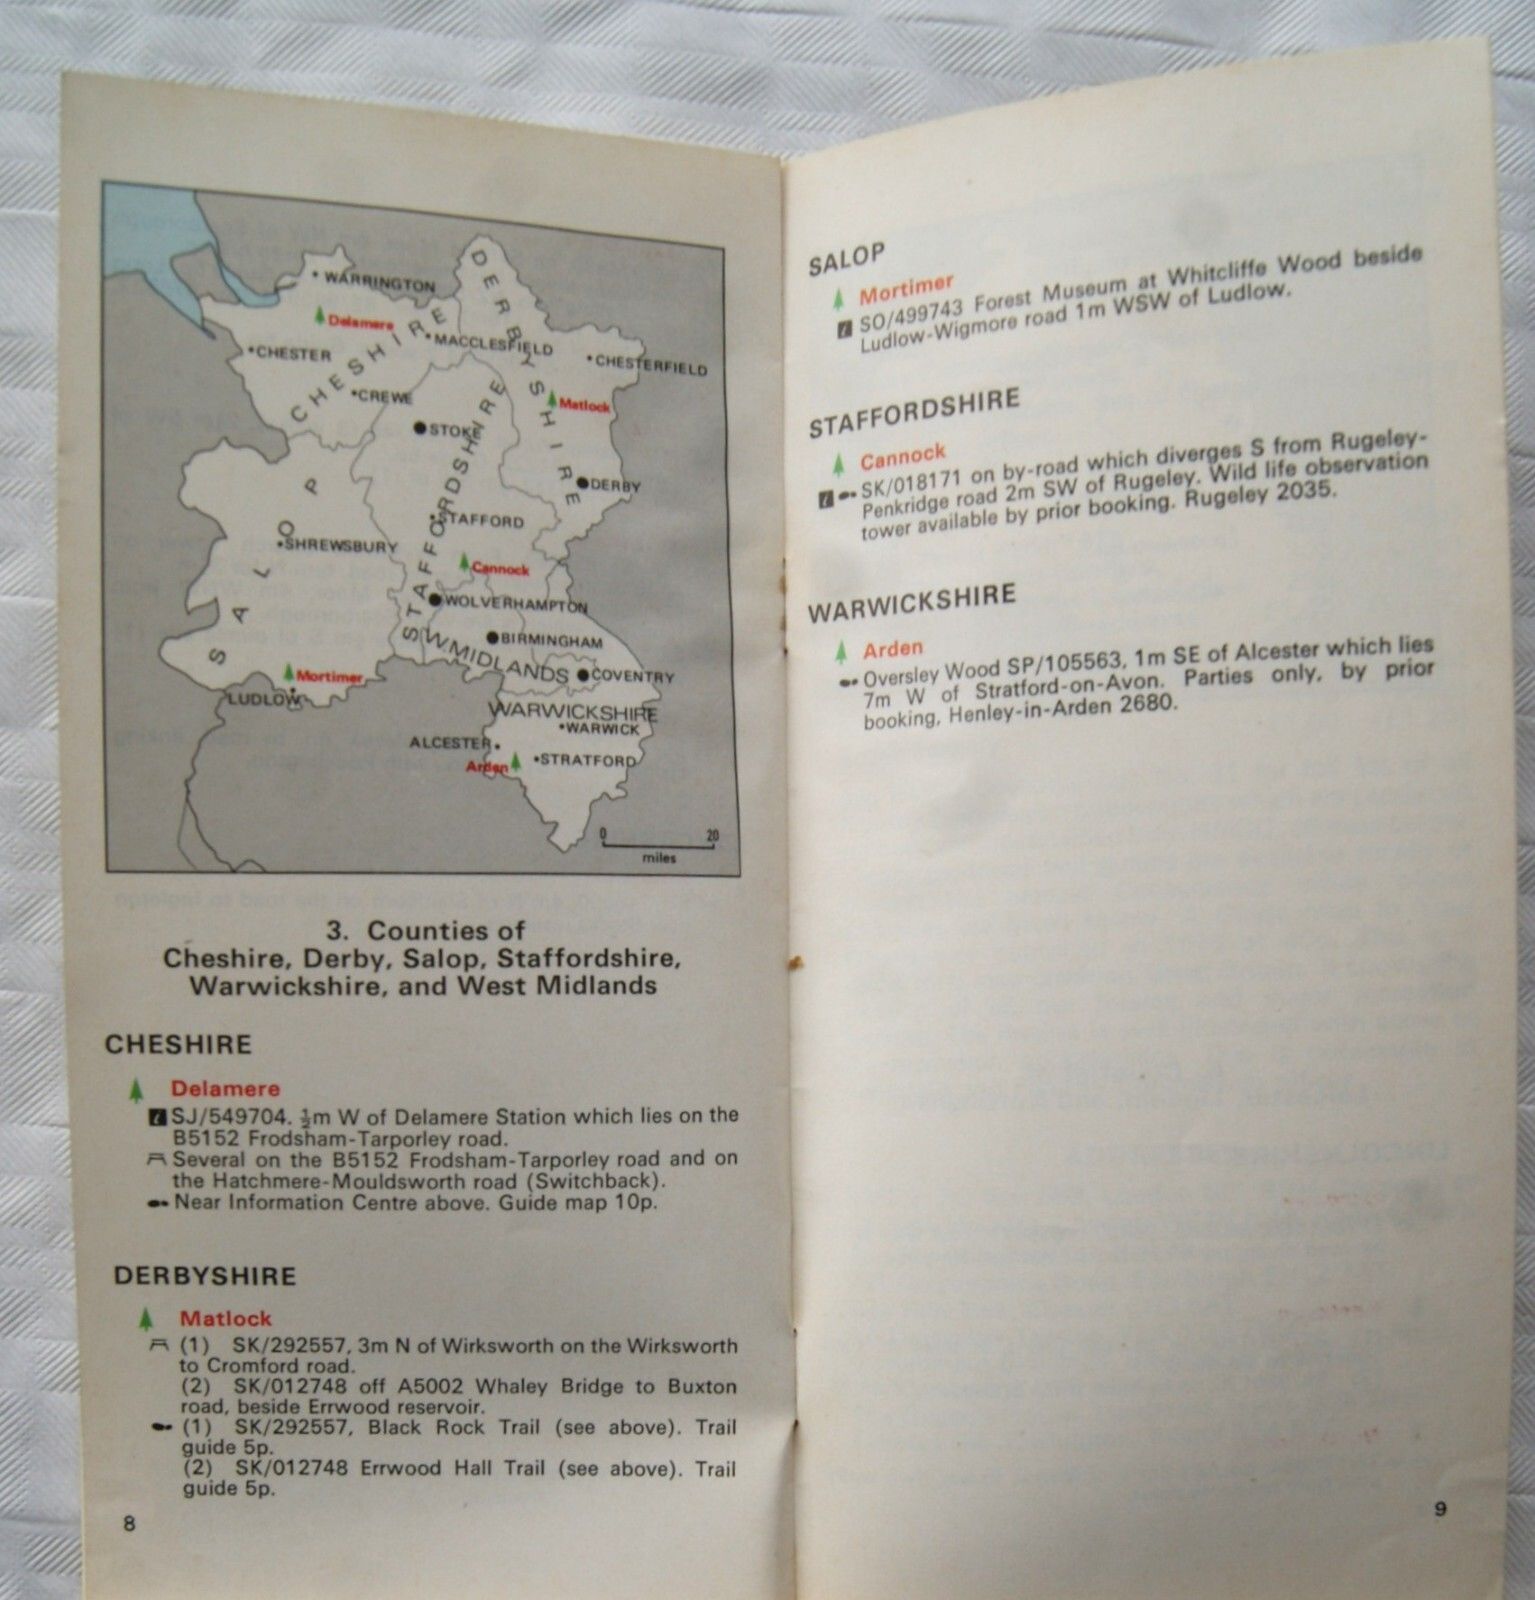 WARRINGTON
Delamere
CHESTER
MACCLESFIELD
CHESTERFIELD
CHESHIRE
DERBYSHIRE
CREWE
Matlock
STOKE
DERBY
STAFFORDSHIRE
STAFFORD
SALOP
SHREWSBURY
Cannock
WOLVERHAMPTON
BIRMINGHAM
W.MIDLANDS
COVENTRY
Mortimer
LUDLOW
WARWICKSHIRE
WARWICK
ALCESTER
Arden
STRATFORD
0 20
miles
3. Counties of
Cheshire, Derby, Salop, Staffordshire,
Warwickshire, and West Midlands
CHESHIRE
Delamere
i SJ/549704. ½m W of Delamere Station which lies on the
B5152 Frodsham-Tarporley road.
Several on the B5152 Frodsham-Tarporley road and on
the Hatchmere-Mouldsworth road (Switchback).
Near Information Centre above. Guide map 10p.
DERBYSHIRE
Matlock
(1) SK/292557, 3m N of Wirksworth on the Wirksworth
to Cromford road.
(2) SK/012748 off A5002 Whaley Bridge to Buxton
road, beside Errwood reservoir.
(1) SK/292557, Black Rock Trail (see above). Trail
guide 5p.
(2) SK/012748 Errwood Hall Trail (see above). Trail
guide 5p.
8
SALOP
Mortimer
i SO/499743 Forest Museum at Whitcliffe Wood beside
Ludlow-Wigmore road 1m WSW of Ludlow.
STAFFORDSHIRE
Cannock
i SK/018171 on by-road which diverges S from Rugeley-
Penkridge road 2m SW of Rugeley. Wild life observation
tower available by prior booking. Rugeley 2035.
WARWICKSHIRE
Arden
Oversley Wood SP/105563, 1m SE of Alcester which lies
7m W of Stratford-on-Avon. Parties only, by prior
booking, Henley-in-Arden 2680.
9